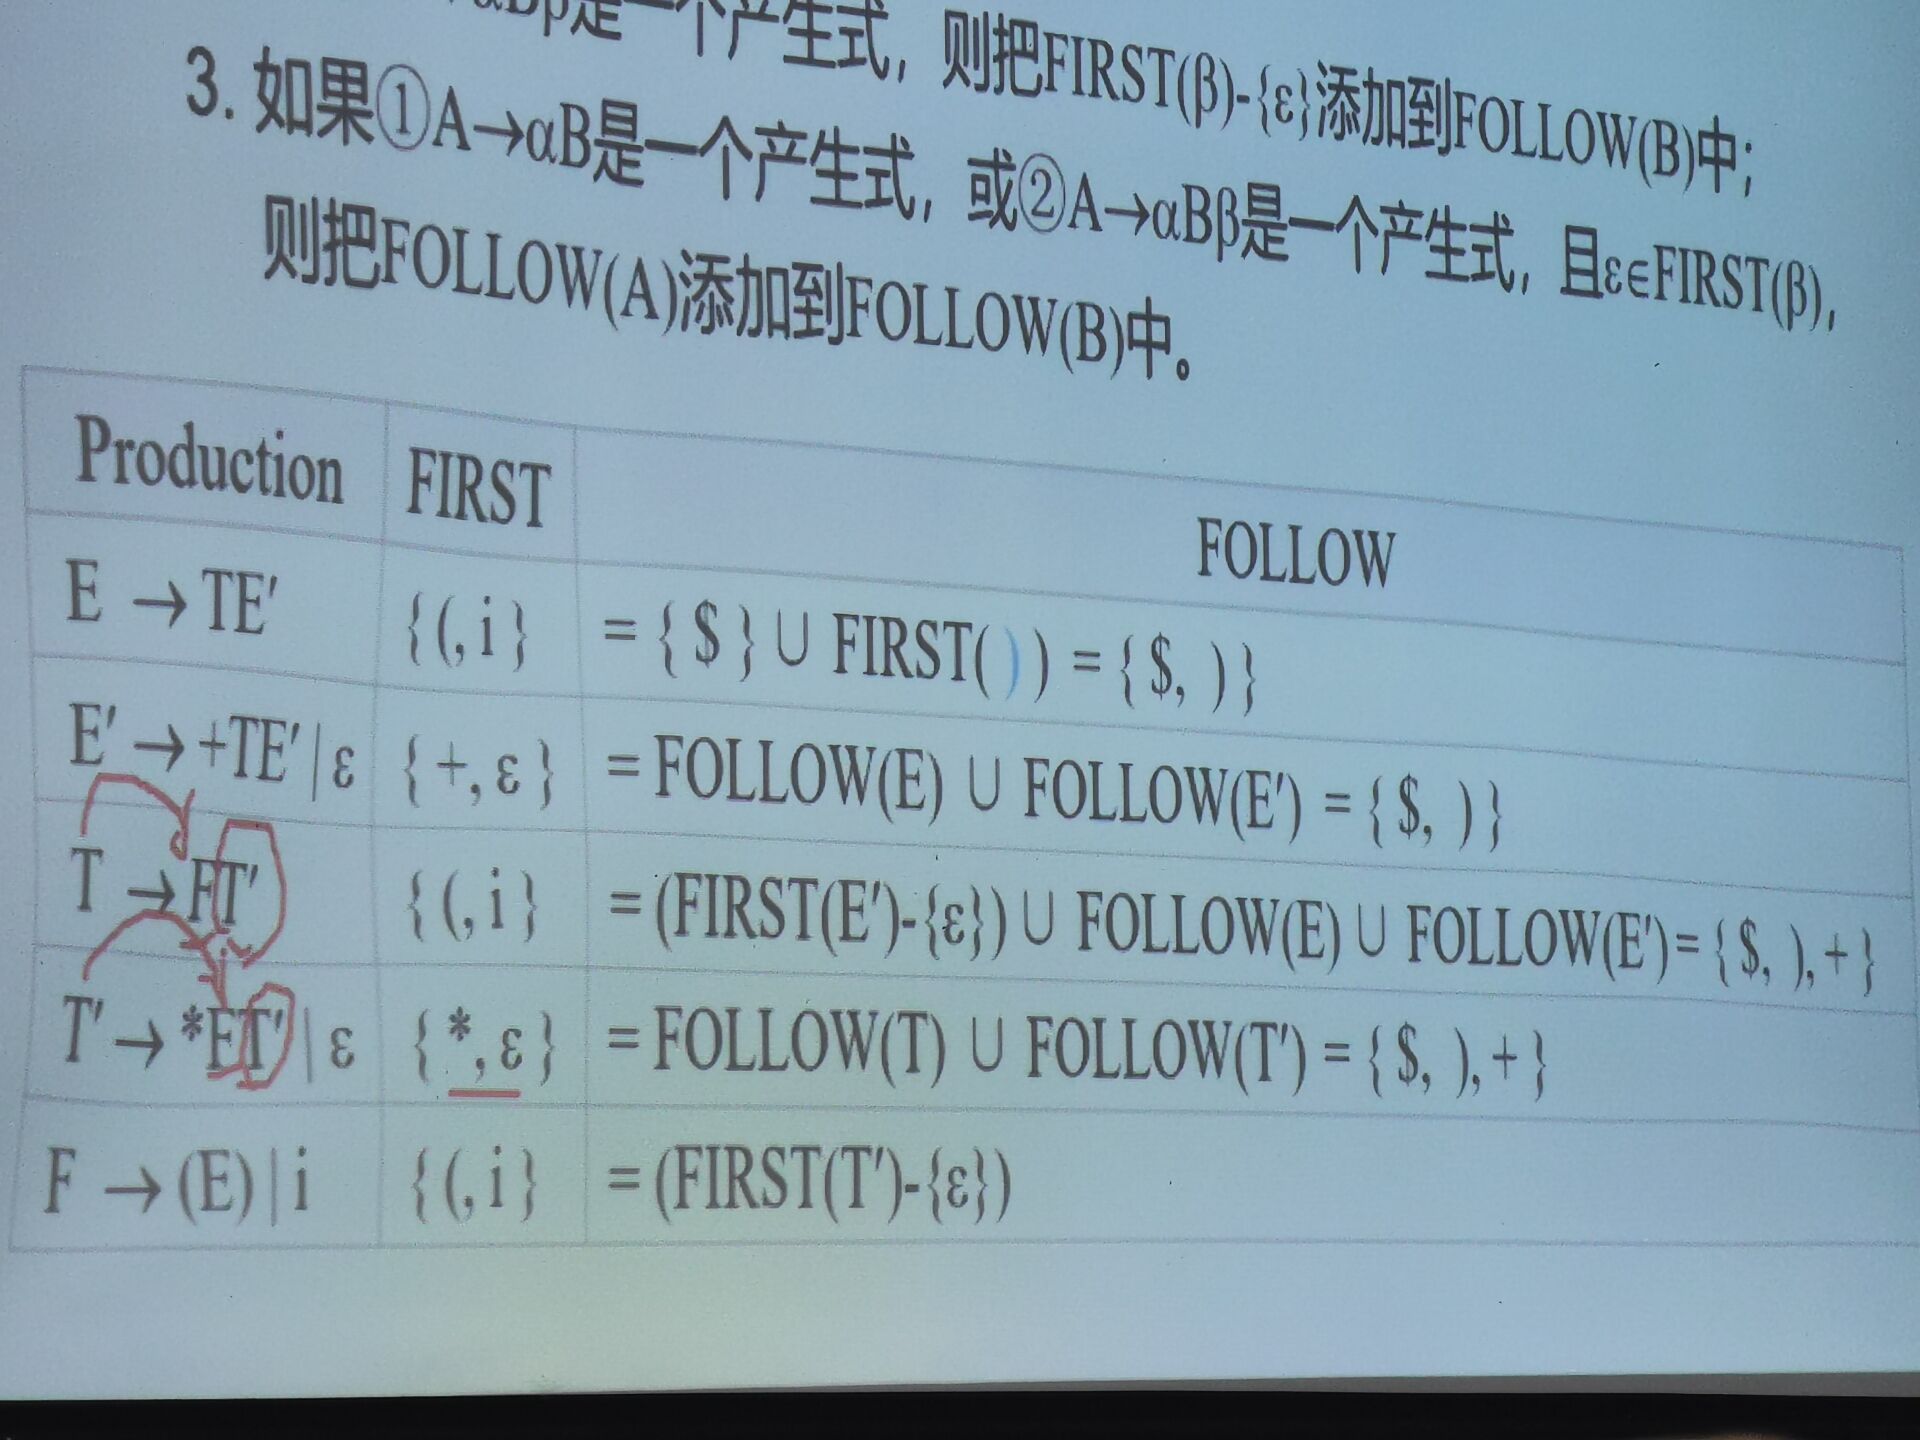 αBβ是一个产生式，则把FIRST(β)-{ε}添加到FOLLOW(B)中；
3. 如果①A→αB是一个产生式，或②A→αBβ是一个产生式，且ε∈FIRST(β)，
则把FOLLOW(A)添加到FOLLOW(B)中。
Production FIRST FOLLOW
E → TE′ {(, i} = { $ } ∪ FIRST( ) ) = { $, ) }
E′ → +TE′ | ε { +, ε } = FOLLOW(E) ∪ FOLLOW(E′) = { $, ) }
T → FT′ {(, i} = (FIRST(E′)-{ε}) ∪ FOLLOW(E) ∪ FOLLOW(E′)= { $, ), + }
T′ → *FT′ | ε { *, ε } = FOLLOW(T) ∪ FOLLOW(T′) = { $, ), + }
F → (E) | i {(, i} = (FIRST(T′)-{ε})